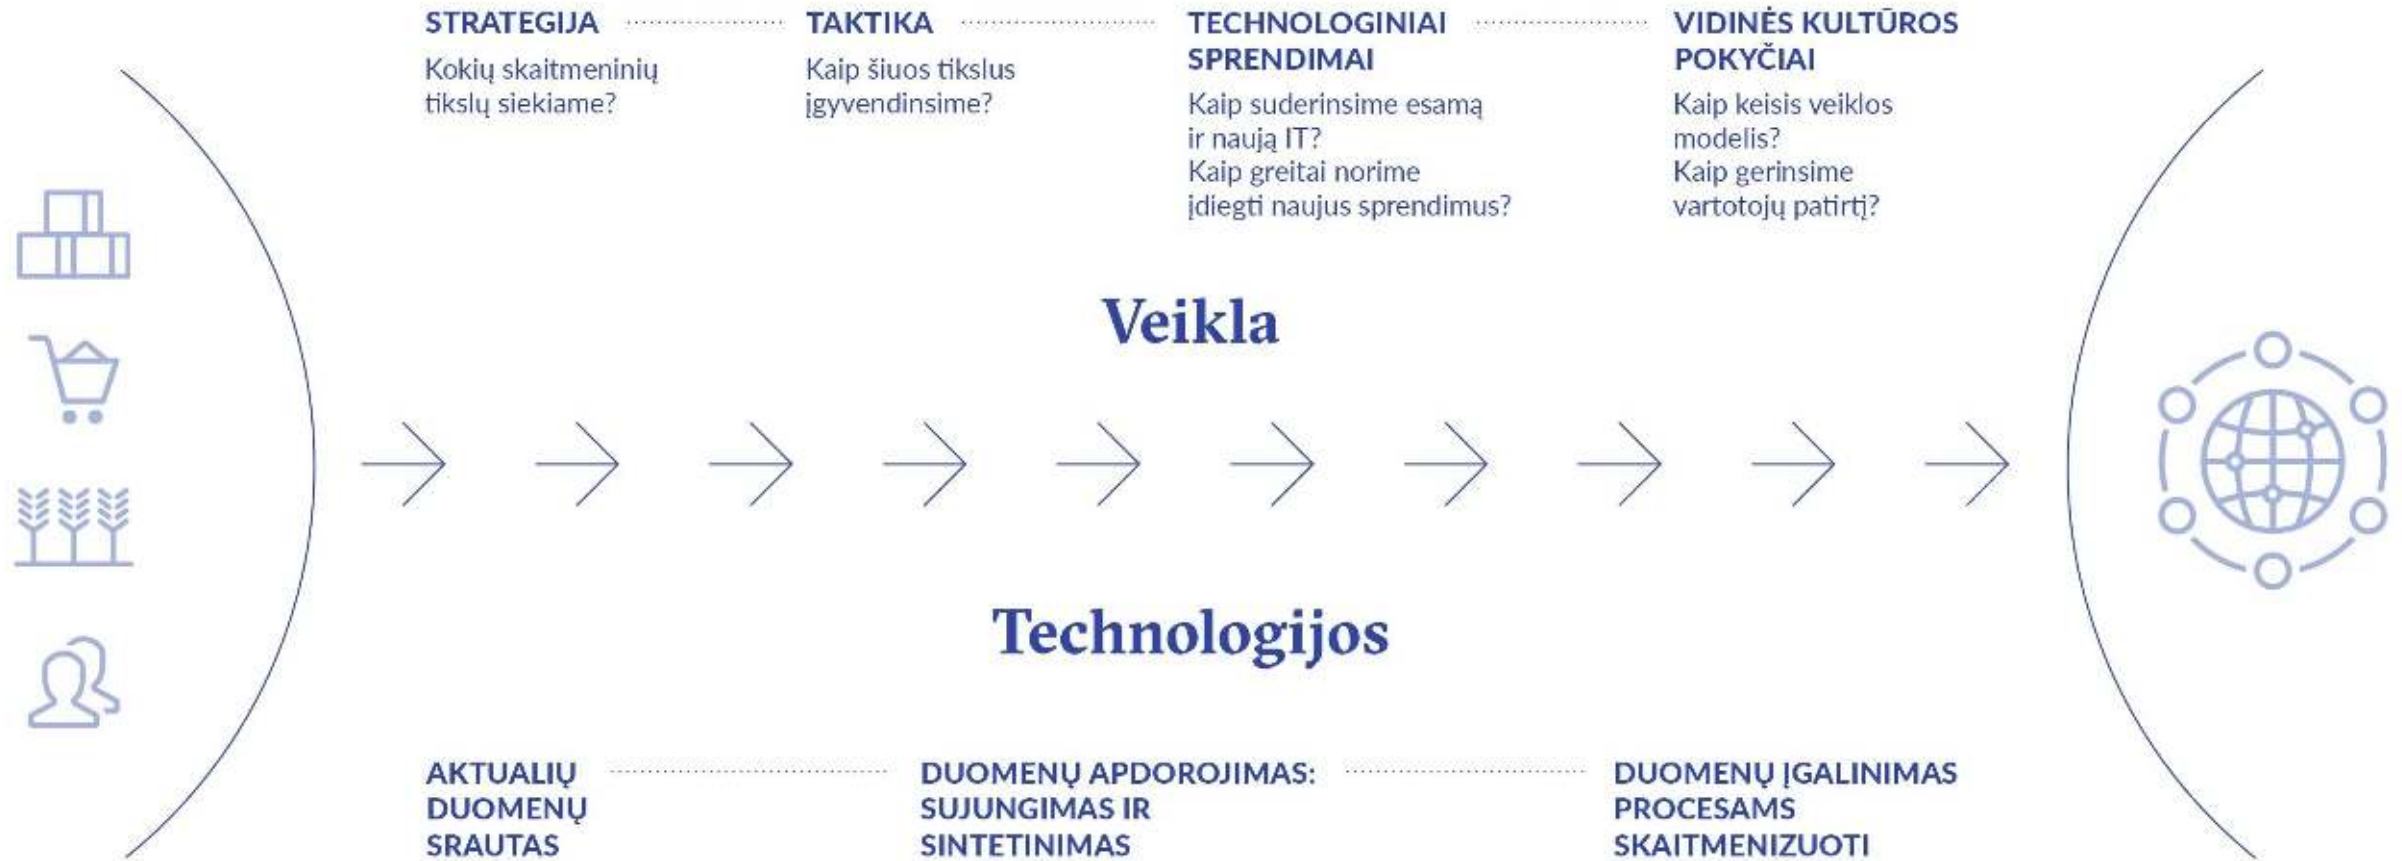 STRATEGIJA
Kokių skaitmeninių
tikslų siekiame?
TAKTIKA
Kaip šiuos tikslus
įgyvendinsime?
TECHNOLOGINIAI
SPRENDIMAI
Kaip suderinsime esamą
ir naują IT?
Kaip greitai norime
įdiegti naujus sprendimus?
VIDINĖS KULTŪROS
POKYČIAI
Kaip keisis veiklos
modelis?
Kaip gerinsime
vartotojų patirtį?
Veikla
Technologijos
AKTUALIŲ
DUOMENŲ
SRAUTAS
DUOMENŲ APDOROJIMAS:
SUJUNGIMAS IR
SINTETINIMAS
DUOMENŲ ĮGALINIMAS
PROCESAMS
SKAITMENIZUOTI